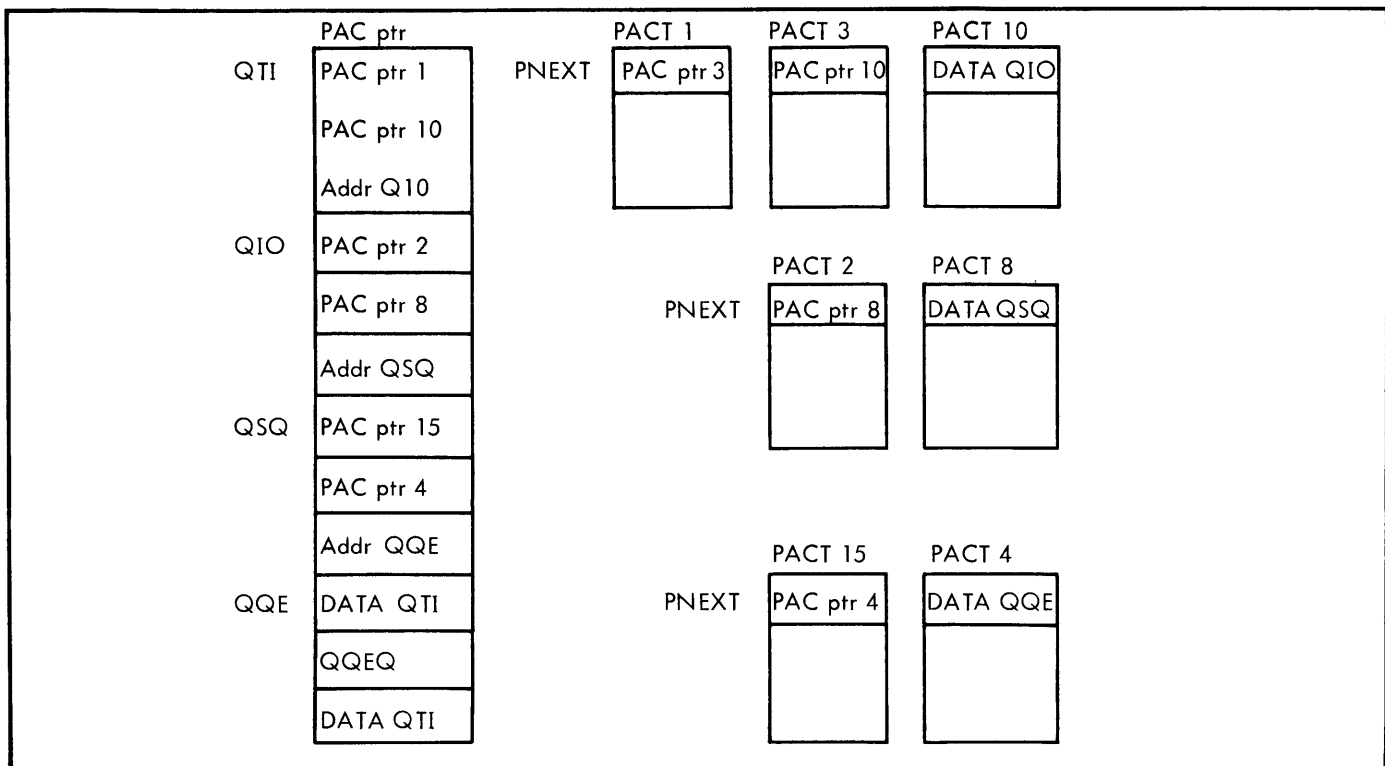 PAC ptr
QTI PAC ptr 1
PAC ptr 10
Addr Q10
QIO PAC ptr 2
PAC ptr 8
Addr QSQ
QSQ PAC ptr 15
PAC ptr 4
Addr QQE
QQE DATA QTI
QQEQ
DATA QTI
PACT 1 PACT 3 PACT 10
PNEXT PAC ptr 3 PAC ptr 10 DATA QIO
PACT 2 PACT 8
PNEXT PAC ptr 8 DATA QSQ
PACT 15 PACT 4
PNEXT PAC ptr 4 DATA QQE